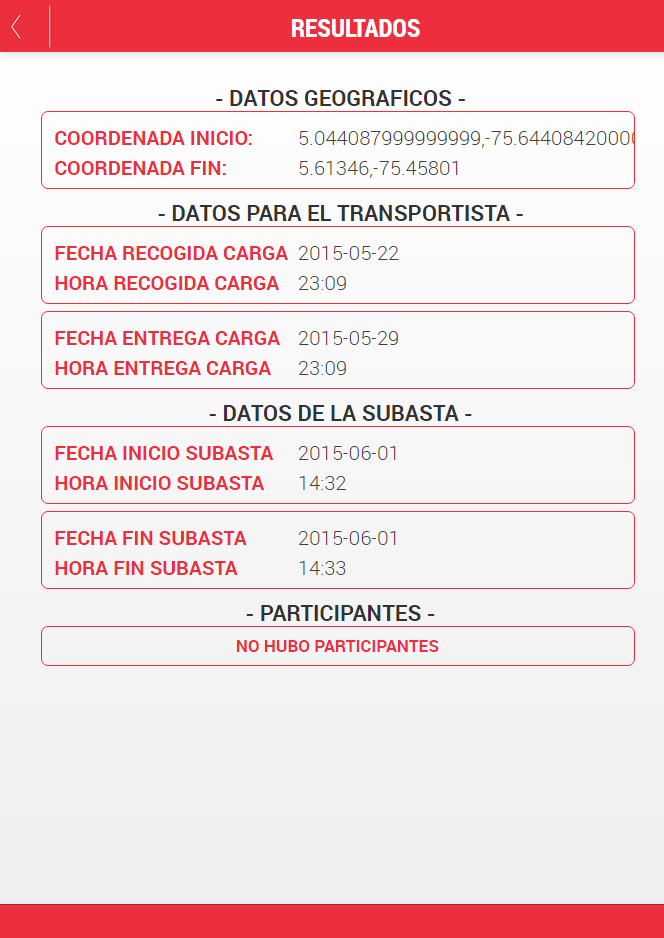 RESULTADOS
- DATOS GEOGRAFICOS -
COORDENADA INICIO: 5.044087999999999,-75.64408420000
COORDENADA FIN: 5.61346,-75.45801
- DATOS PARA EL TRANSPORTISTA -
FECHA RECOGIDA CARGA 2015-05-22
HORA RECOGIDA CARGA 23:09
FECHA ENTREGA CARGA 2015-05-29
HORA ENTREGA CARGA 23:09
- DATOS DE LA SUBASTA -
FECHA INICIO SUBASTA 2015-06-01
HORA INICIO SUBASTA 14:32
FECHA FIN SUBASTA 2015-06-01
HORA FIN SUBASTA 14:33
- PARTICIPANTES -
NO HUBO PARTICIPANTES